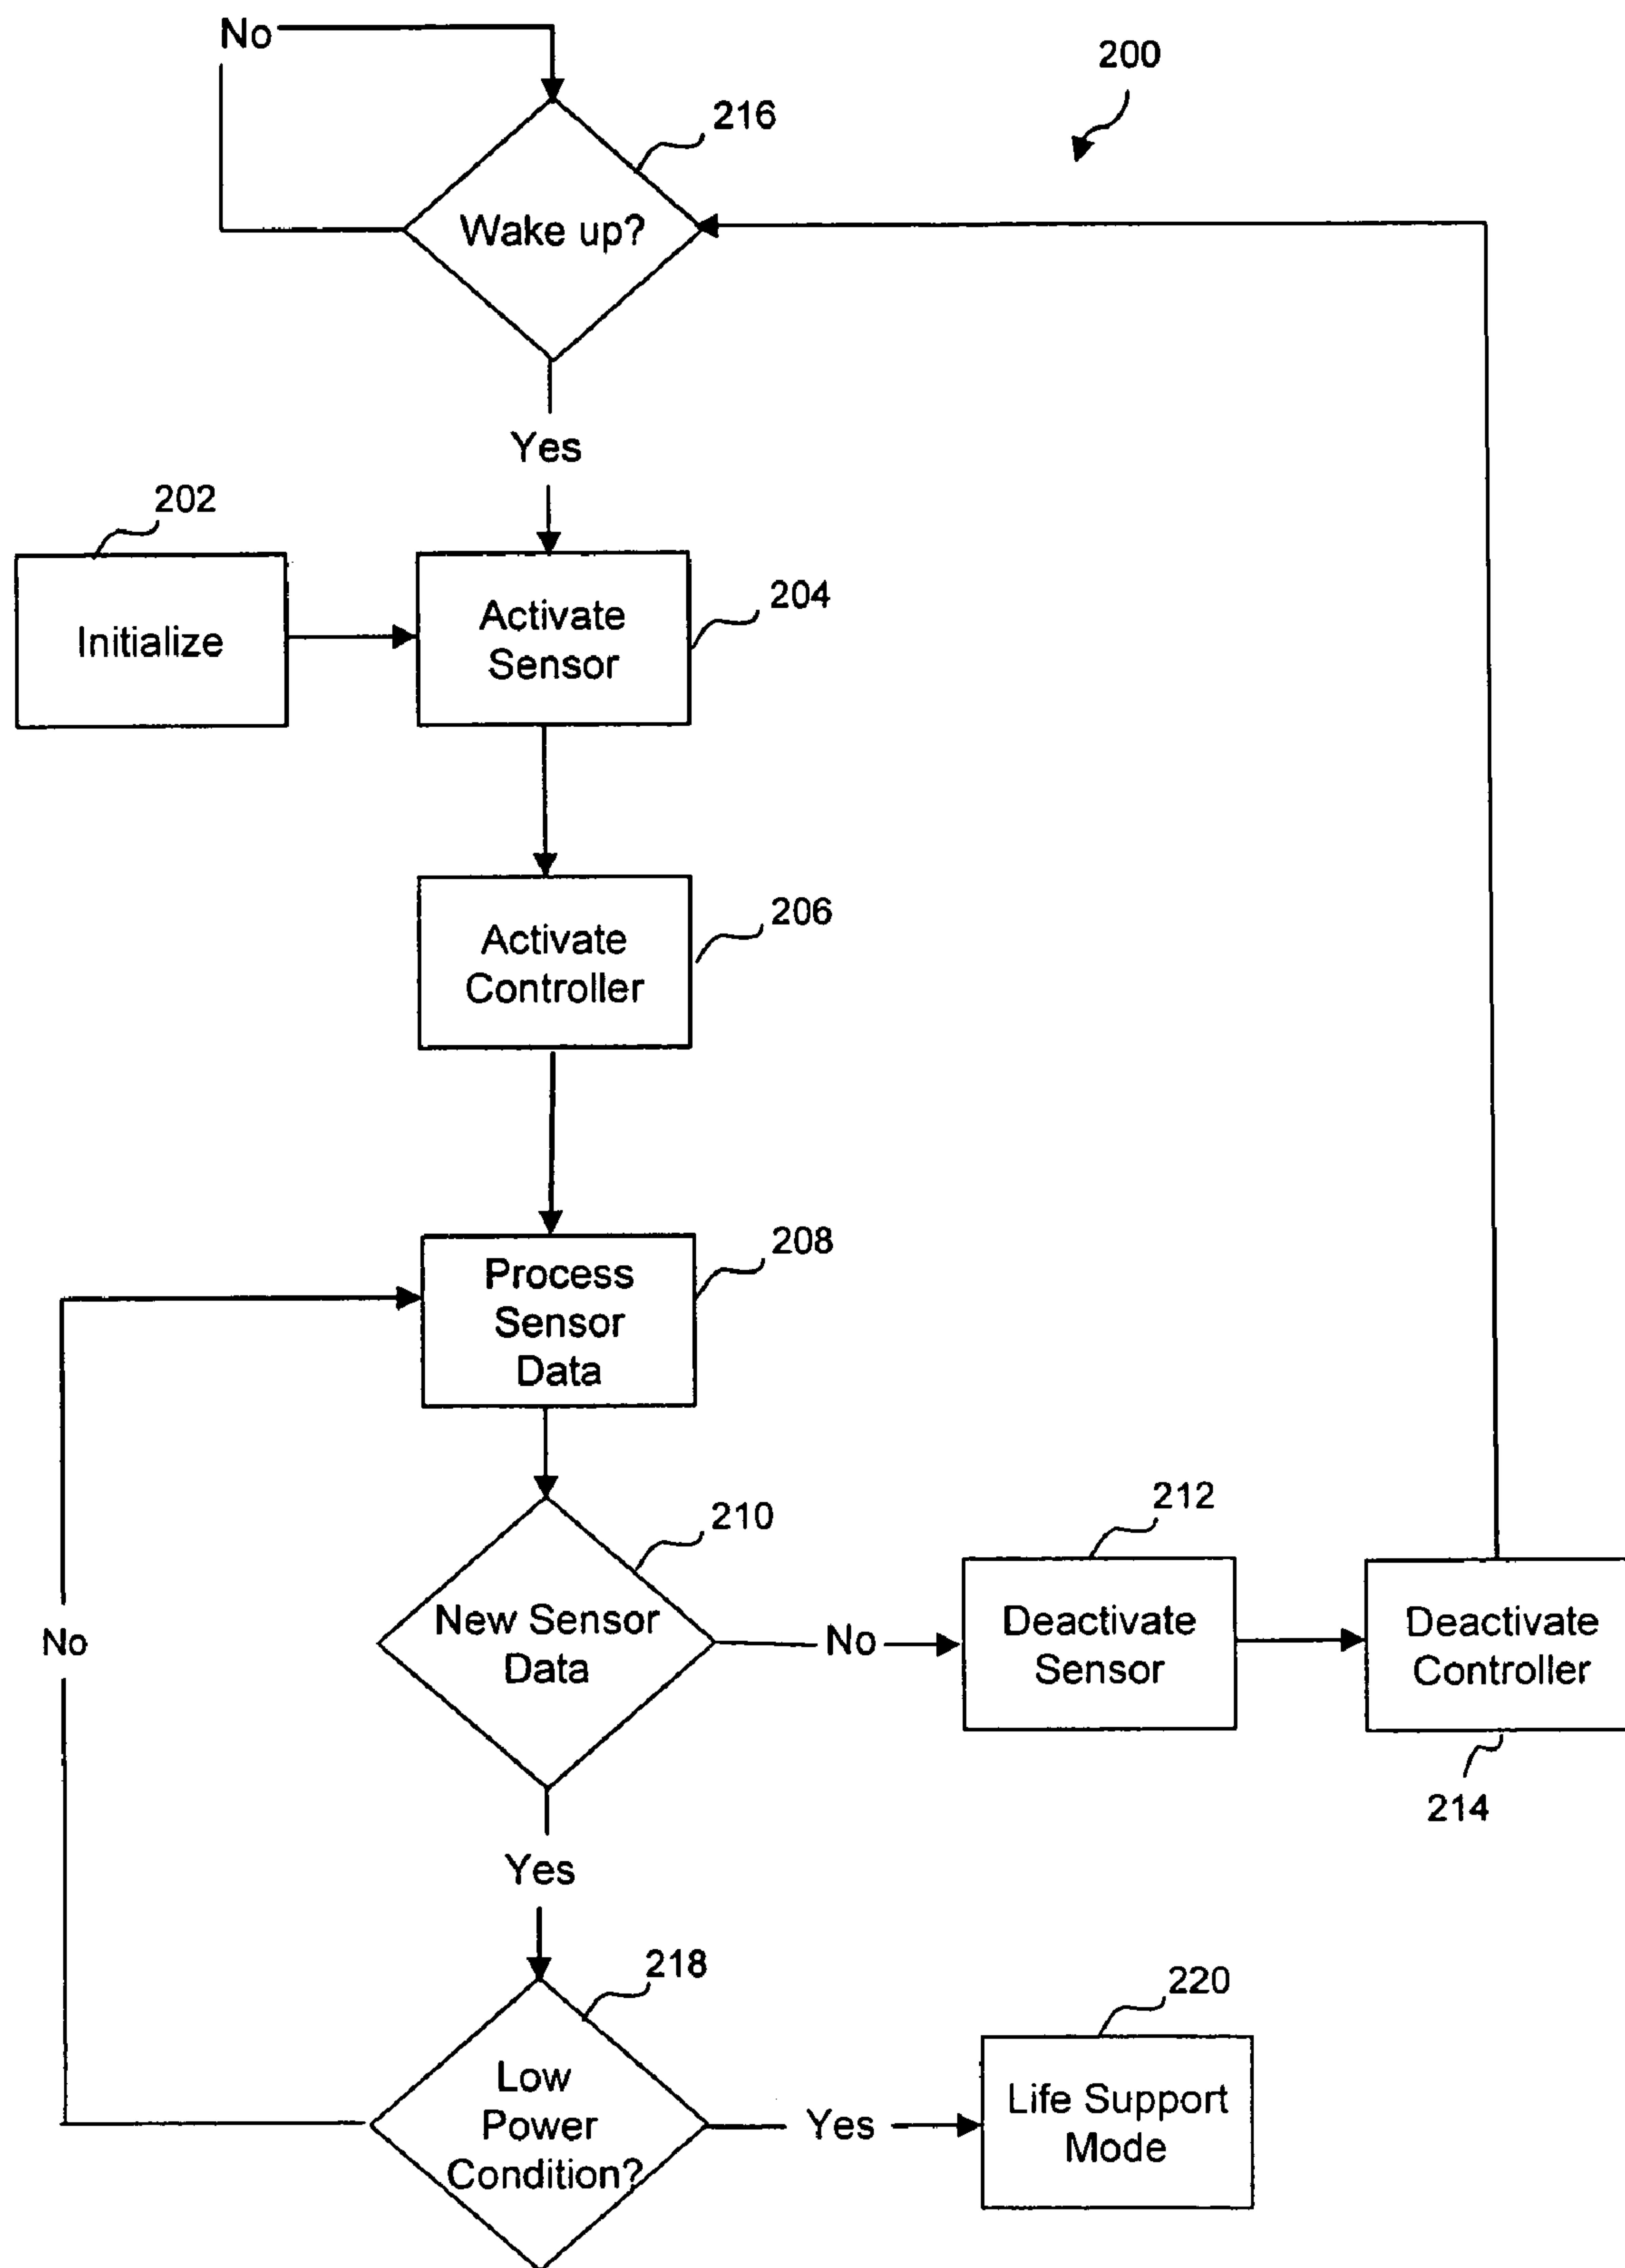 No
200
216
Wake up?
Yes
202
Initialize
204
Activate
Sensor
206
Activate
Controller
208
Process
Sensor
Data
210
New Sensor
Data
No
212
Deactivate
Sensor
Deactivate
Controller
214
No
Yes
218
Low
Power
Condition?
Yes
220
Life Support
Mode